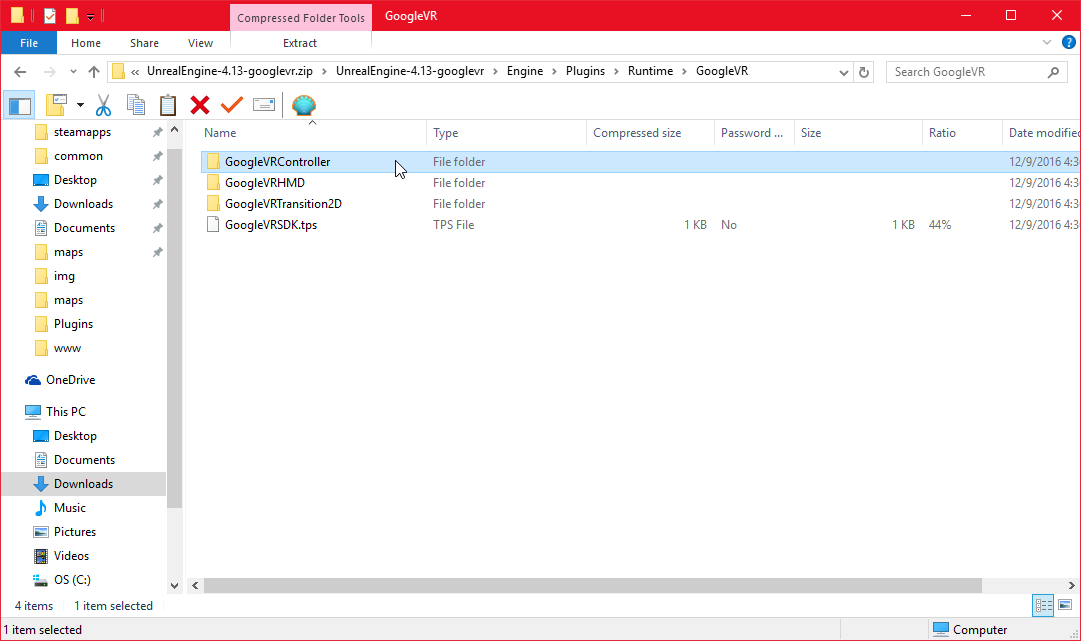 Compressed Folder Tools GoogleVR
File Home Share View Extract
« UnrealEngine-4.13-googlevr.zip › UnrealEngine-4.13-googlevr › Engine › Plugins › Runtime › GoogleVR Search GoogleVR
Name Type Compressed size Password ... Size Ratio Date modified
steamapps
common
Desktop
Downloads
Documents
maps
img
maps
Plugins
www
OneDrive
This PC
Desktop
Documents
Downloads
Music
Pictures
Videos
OS (C:)
GoogleVRController File folder 12/9/2016 4:3
GoogleVRHMD File folder 12/9/2016 4:3
GoogleVRTransition2D File folder 12/9/2016 4:3
GoogleVRSDK.tps TPS File 1 KB No 1 KB 44% 12/9/2016 4:3
4 items 1 item selected
1 item selected Computer